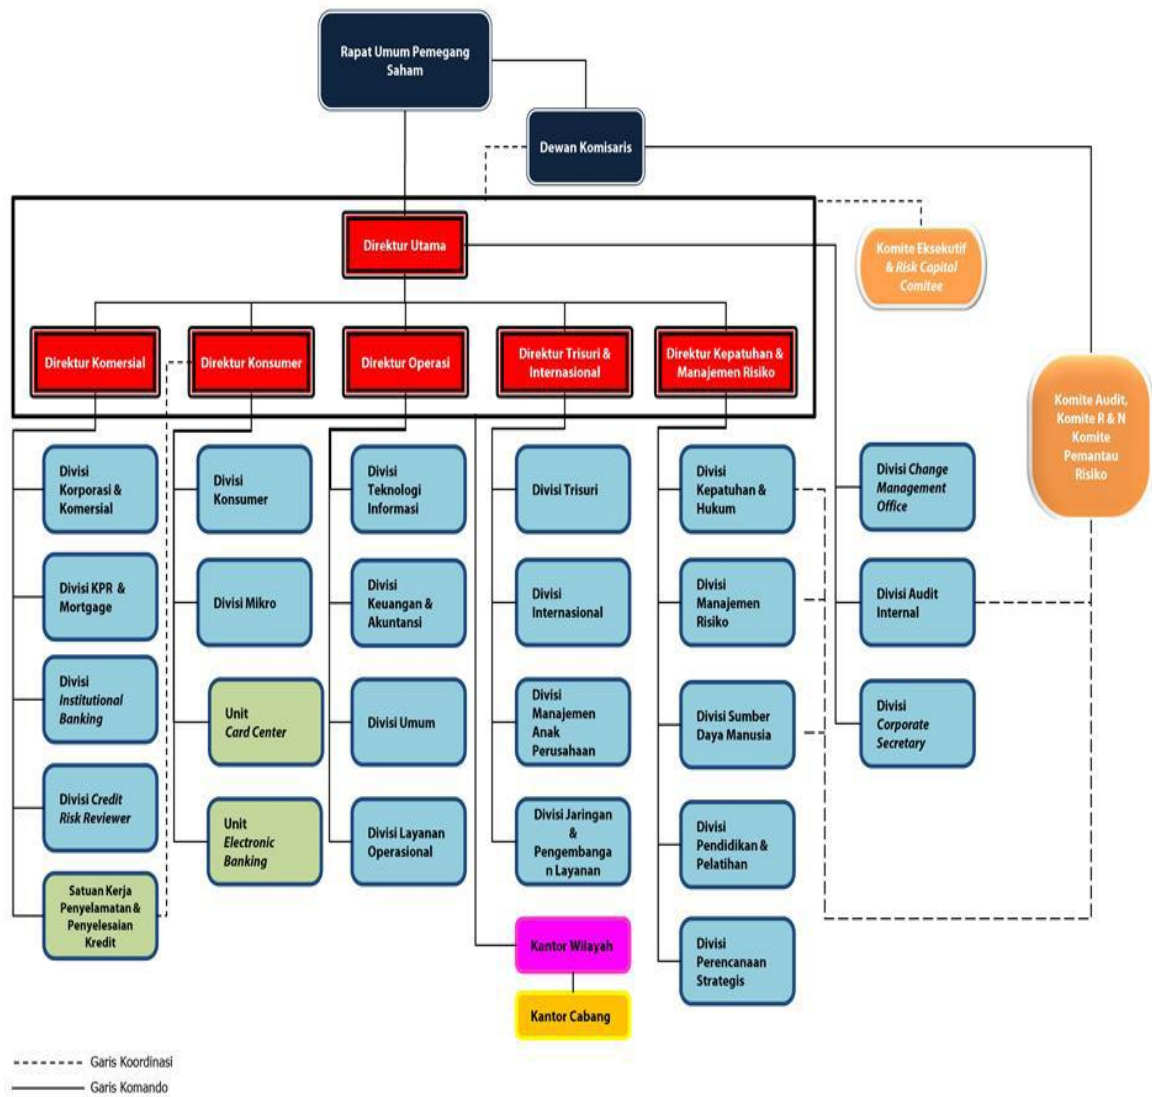 Rapat Umum Pemegang
Saham
Dewan Komisaris
Direktur Utama
Komite Eksekutif
& Risk Capital
Comitee
Direktur Komersial
Direktur Konsumer
Direktur Operasi
Direktur Trisuri &
Internasional
Direktur Kepatuhan &
Manajemen Risiko
Komite Audit,
Komite R & N
Komite
Pemantau
Risiko
Divisi
Korporasi &
Komersial
Divisi KPR &
Mortgage
Divisi
Institutional
Banking
Divisi Credit
Risk Reviewer
Satuan Kerja
Penyelamatan &
Penyelesaian
Kredit
Divisi
Konsumer
Divisi Mikro
Unit
Card Center
Unit
Electronic
Banking
Divisi
Teknologi
Informasi
Divisi
Keuangan &
Akuntansi
Divisi Umum
Divisi Layanan
Operasional
Divisi Trisuri
Divisi
Internasional
Divisi
Manajemen
Anak
Perusahaan
Divisi Jaringan
&
Pengembanga
n Layanan
Kantor Wilayah
Kantor Cabang
Divisi
Kepatuhan &
Hukum
Divisi
Manajemen
Risiko
Divisi Sumber
Daya Manusia
Divisi
Pendidikan &
Pelatihan
Divisi
Perencanaan
Strategis
Divisi Change
Management
Office
Divisi Audit
Internal
Divisi
Corporate
Secretary
Garis Koordinasi
Garis Komando